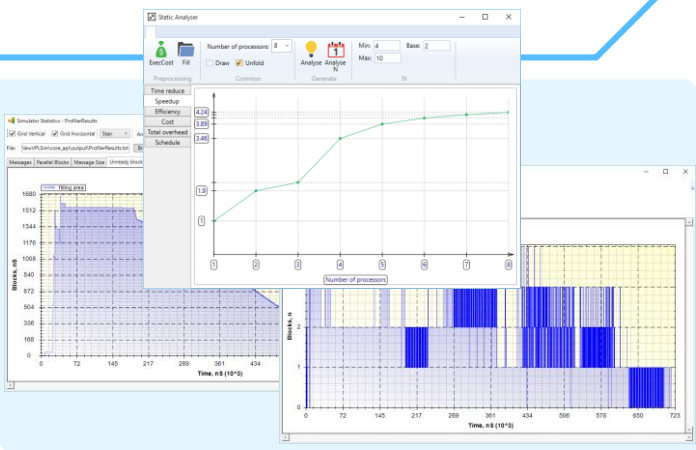 Static Analyser
ExecCost
Fill
Number of processors: 8
Draw
Unfold
Analyse
Analyse N
Min: 4
Base: 2
Max: 10
Preprocessing
Common
Generate
N:
Time reduce
Speedup
Efficiency
Cost
Total overhead
Schedule
4.24
3.89
3.46
1.9
1
1 2 3 4 5 6 7 8
Number of processors
Simulator Statistics - ProfilerResults
Grid Vertical
Grid Horizontal
Stair
File:
Messages
Parallel Blocks
Message Size
Unready block
filling area
1680
1512
1344
1176
1008
840
672
504
336
168
0
Blocks, nS
0 72 145 217 289 361 434
Time, nS (10^3)
2
1
0
Blocks, n
0 72 145 217 289 361 434 506 578 650 723
Time, nS (10^3)